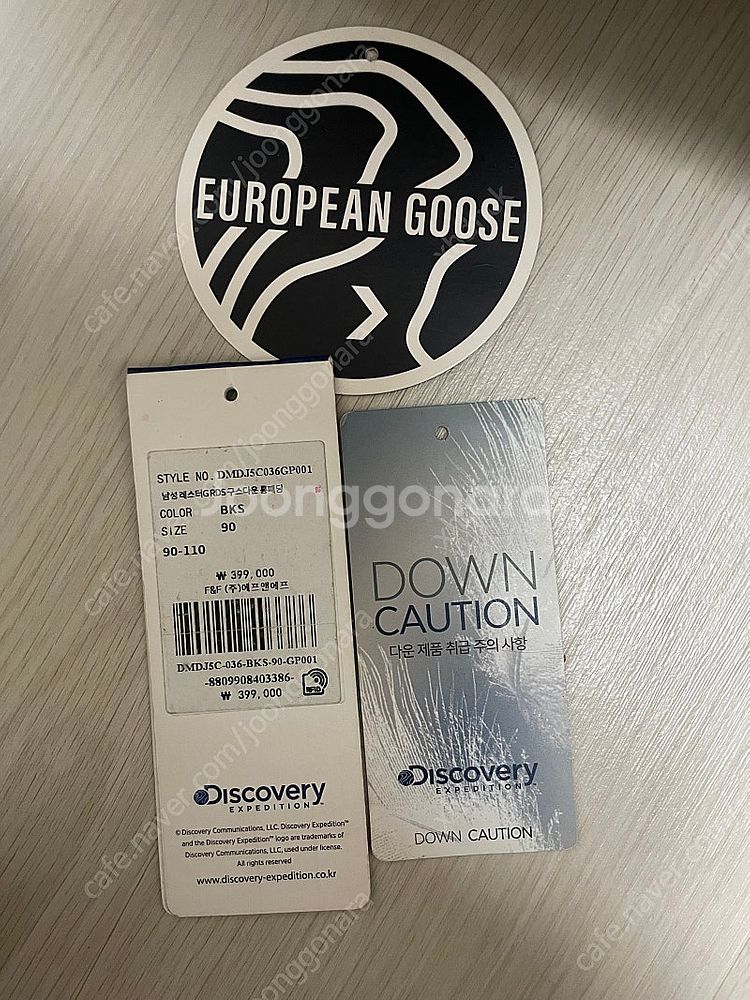 EUROPEAN GOOSE
STYLE NO. DMDJ5C036GP001
남성 레스터GRDS구스다운 롱패딩
COLOR BKS
SIZE 90
90-110
₩ 399,000
F&F (주)에프앤에프
DMDJ5C-036-BKS-90-GP001
-8809908403386-
₩ 399,000
RFID
Discovery
EXPEDITION™
© Discovery Communications, LLC. Discovery Expedition™
and the Discovery Expedition™ logo are trademarks of
Discovery Communications, LLC, used under license.
All rights reserved
www.discovery-expedition.co.kr
DOWN
CAUTION
다운 제품 취급 주의 사항
Discovery
EXPEDITION™
DOWN CAUTION
joonggonara
cafe.naver.com/joonggonara